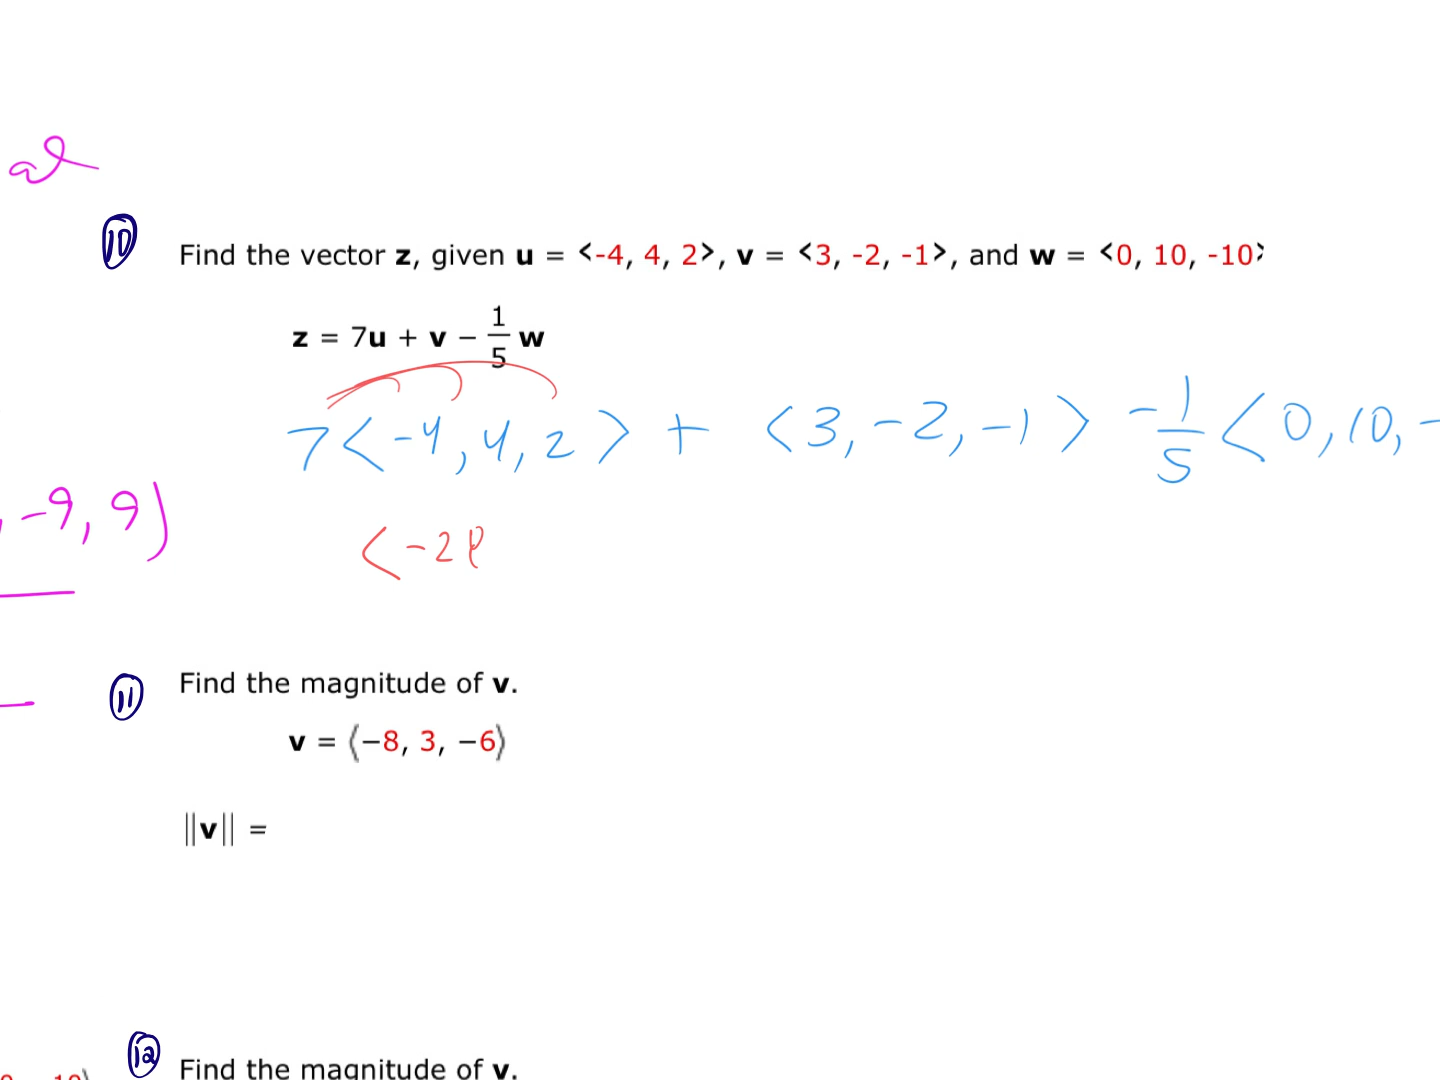 10 Find the vector z, given u = <-4, 4, 2>, v = <3, -2, -1>, and w = <0, 10, -10>
z = 7u + v − 1/5 w
7<-4, 4, 2> + <3, -2, -1> -1/5 <0, 10, -
, -9, 9)
<-28
11 Find the magnitude of v.
v = ⟨−8, 3, −6⟩
||v|| =
12 Find the magnitude of v.